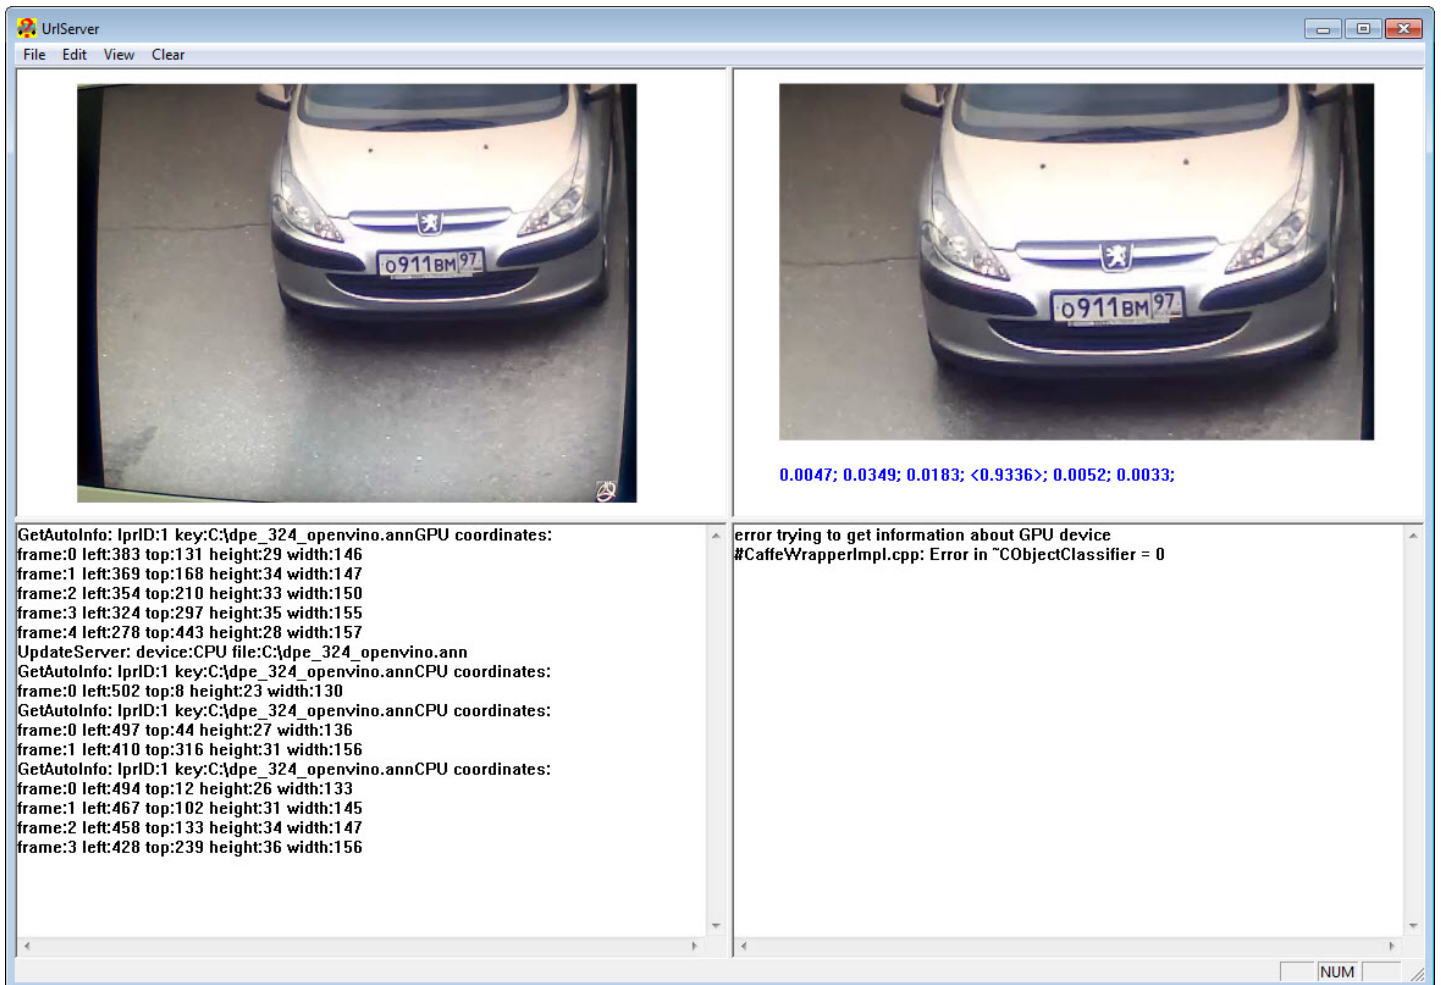 UrlServer
File Edit View Clear
О911ВМ 97
О911ВМ 97
0.0047; 0.0349; 0.0183; <0.9336>; 0.0052; 0.0033;
GetAutoInfo: lprID:1 key:C:\dpe_324_openvino.annGPU coordinates:
frame:0 left:383 top:131 height:29 width:146
frame:1 left:369 top:168 height:34 width:147
frame:2 left:354 top:210 height:33 width:150
frame:3 left:324 top:297 height:35 width:155
frame:4 left:278 top:443 height:28 width:157
UpdateServer: device:CPU file:C:\dpe_324_openvino.ann
GetAutoInfo: lprID:1 key:C:\dpe_324_openvino.annCPU coordinates:
frame:0 left:502 top:8 height:23 width:130
GetAutoInfo: lprID:1 key:C:\dpe_324_openvino.annCPU coordinates:
frame:0 left:497 top:44 height:27 width:136
frame:1 left:410 top:316 height:31 width:156
GetAutoInfo: lprID:1 key:C:\dpe_324_openvino.annCPU coordinates:
frame:0 left:494 top:12 height:26 width:133
frame:1 left:467 top:102 height:31 width:145
frame:2 left:458 top:133 height:34 width:147
frame:3 left:428 top:239 height:36 width:156
error trying to get information about GPU device
#CaffeWrapperImpl.cpp: Error in ~CObjectClassifier = 0
NUM